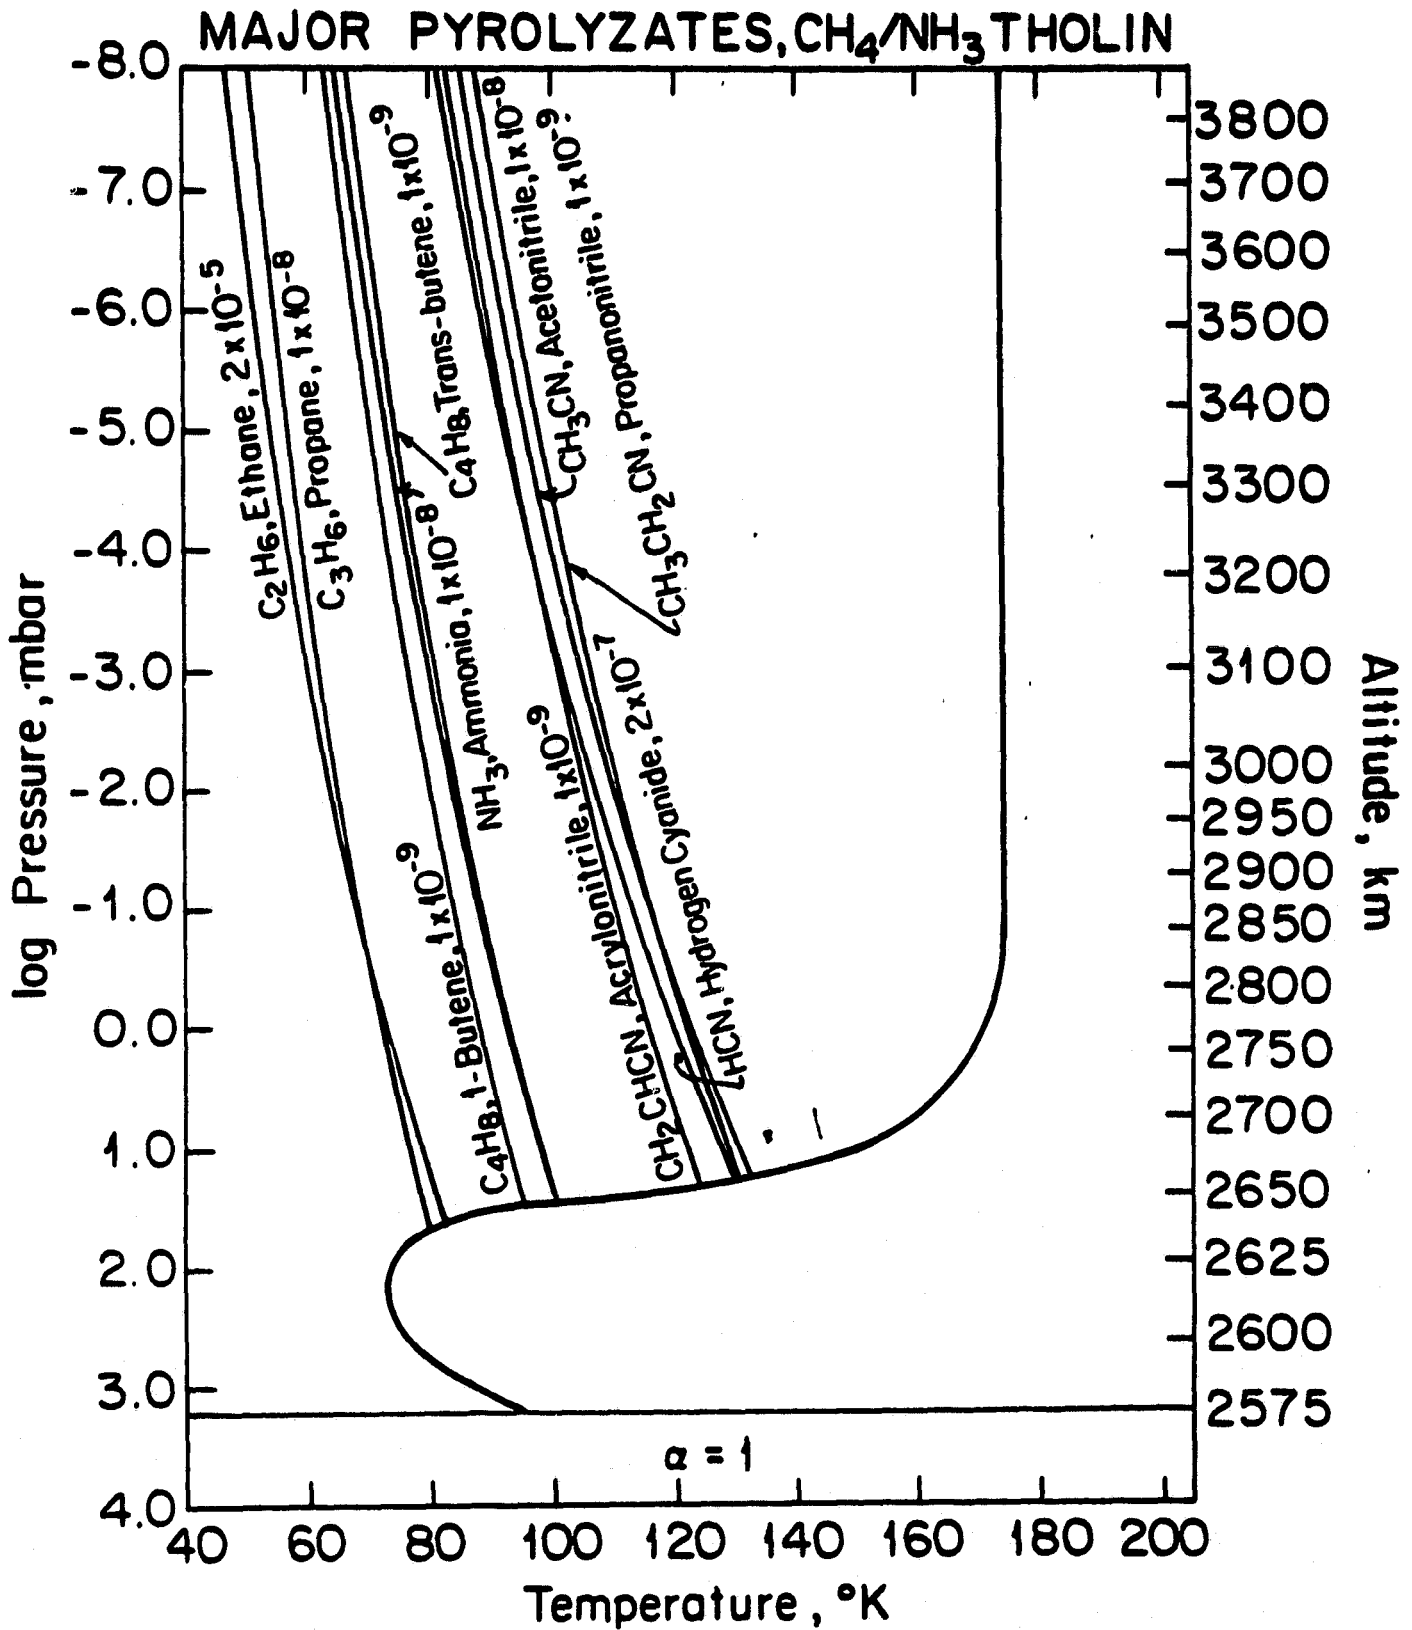 MAJOR PYROLYZATES, CH4/NH3 THOLIN
-8.0
-7.0
-6.0
-5.0
-4.0
-3.0
-2.0
-1.0
0.0
1.0
2.0
3.0
4.0
log Pressure, mbar
C2H6, Ethane, 2 x 10-5
C3H6, Propane, 1 x 10-8
C4H8, Trans-butene, 1x10-9
NH3, Ammonia, 1x10-8
C4H8, 1-Butene, 1x10-9
CH3CN, Acetonitrile, 1x10-8
CH3CH2CN, Propanonitrile, 1x10-9
CH2CHCN, Acrylonitrile, 1x10-9
HCN, Hydrogen Cyanide, 2x10-7
3800
3700
3600
3500
3400
3300
3200
3100
3000
2950
2900
2850
2800
2750
2700
2650
2625
2600
2575
Altitude, km
α = 1
40 60 80 100 120 140 160 180 200
Temperature, °K